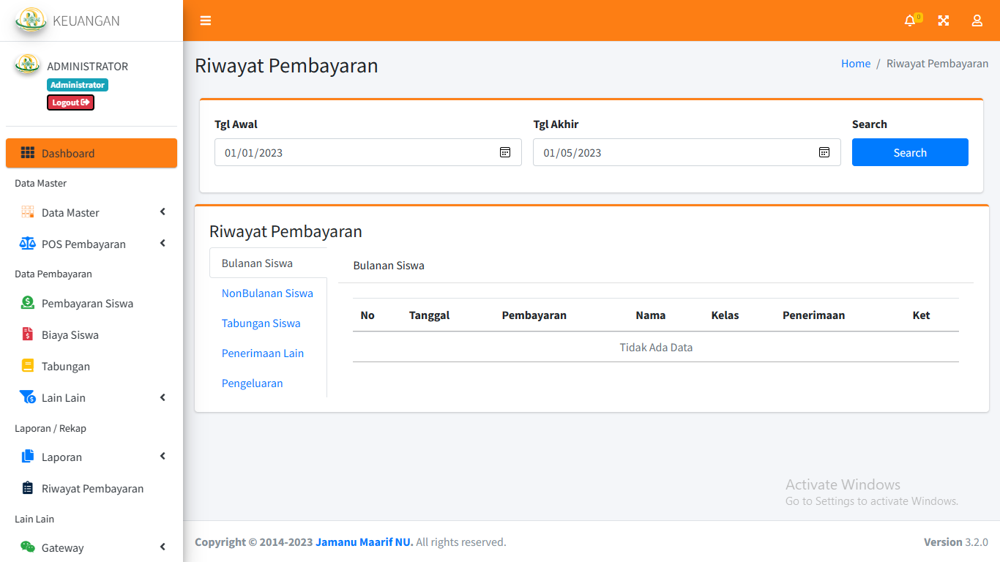 KEUANGAN
ADMINISTRATOR
Administrator
Logout
Dashboard
Data Master
Data Master
POS Pembayaran
Data Pembayaran
Pembayaran Siswa
Biaya Siswa
Tabungan
Lain Lain
Laporan / Rekap
Laporan
Riwayat Pembayaran
Lain Lain
Gateway
0
Riwayat Pembayaran
Home / Riwayat Pembayaran
Tgl Awal Tgl Akhir Search
01/01/2023 01/05/2023 Search
Riwayat Pembayaran
Bulanan Siswa
NonBulanan Siswa
Tabungan Siswa
Penerimaan Lain
Pengeluaran
Bulanan Siswa
No Tanggal Pembayaran Nama Kelas Penerimaan Ket
Tidak Ada Data
Activate Windows
Go to Settings to activate Windows.
Copyright © 2014-2023 Jamanu Maarif NU. All rights reserved.
Version 3.2.0